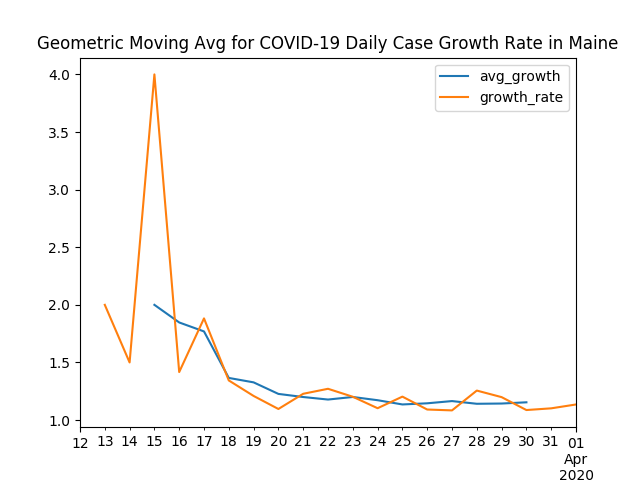 Geometric Moving Avg for COVID-19 Daily Case Growth Rate in Maine
avg_growth
growth_rate
4.0
3.5
3.0
2.5
2.0
1.5
1.0
12 13 14 15 16 17 18 19 20 21 22 23 24 25 26 27 28 29 30 31 01
Apr
2020